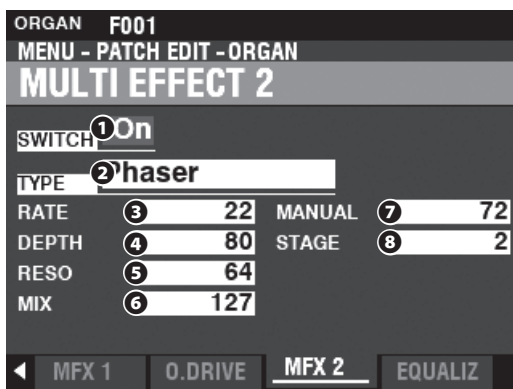 ORGAN F001
MENU - PATCH EDIT - ORGAN
MULTI EFFECT 2
SWITCH 1 On
TYPE 2 Phaser
RATE 3 22 MANUAL 7 72
DEPTH 4 80 STAGE 8 2
RESO 5 64
MIX 6 127
◀ MFX 1 O.DRIVE MFX 2 EQUALIZ